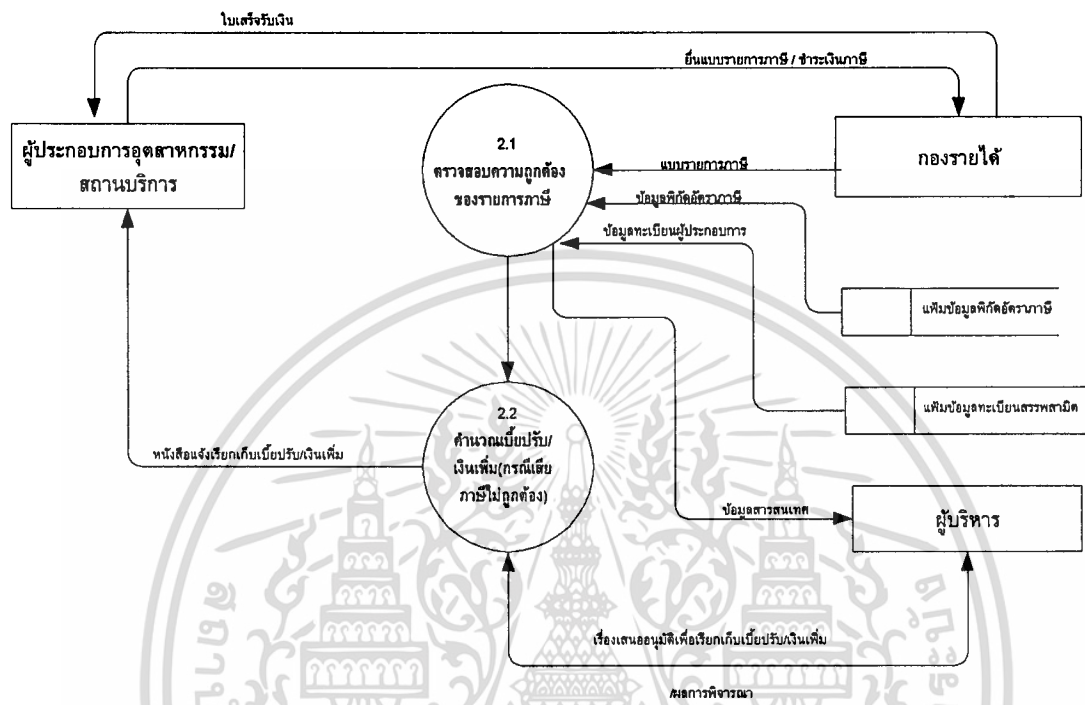 ใบเสร็จรับเงิน
ยื่นแบบรายการภาษี / ชำระเงินภาษี
ผู้ประกอบการอุตสาหกรรม/
สถานบริการ
2.1
ตรวจสอบความถูกต้อง
ของรายการภาษี
กองรายได้
แบบรายการภาษี
ข้อมูลพิกัดอัตราภาษี
ข้อมูลทะเบียนผู้ประกอบการ
แฟ้มข้อมูลพิกัดอัตราภาษี
แฟ้มข้อมูลทะเบียนสรรพสามิต
2.2
คำนวณเบี้ยปรับ/
เงินเพิ่ม(กรณีเสีย
ภาษีไม่ถูกต้อง)
หนังสือแจ้งเรียกเก็บเบี้ยปรับ/เงินเพิ่ม
ข้อมูลสารสนเทศ
ผู้บริหาร
เรื่องเสนออนุมัติเพื่อเรียกเก็บเบี้ยปรับ/เงินเพิ่ม
/ผลการพิจารณา